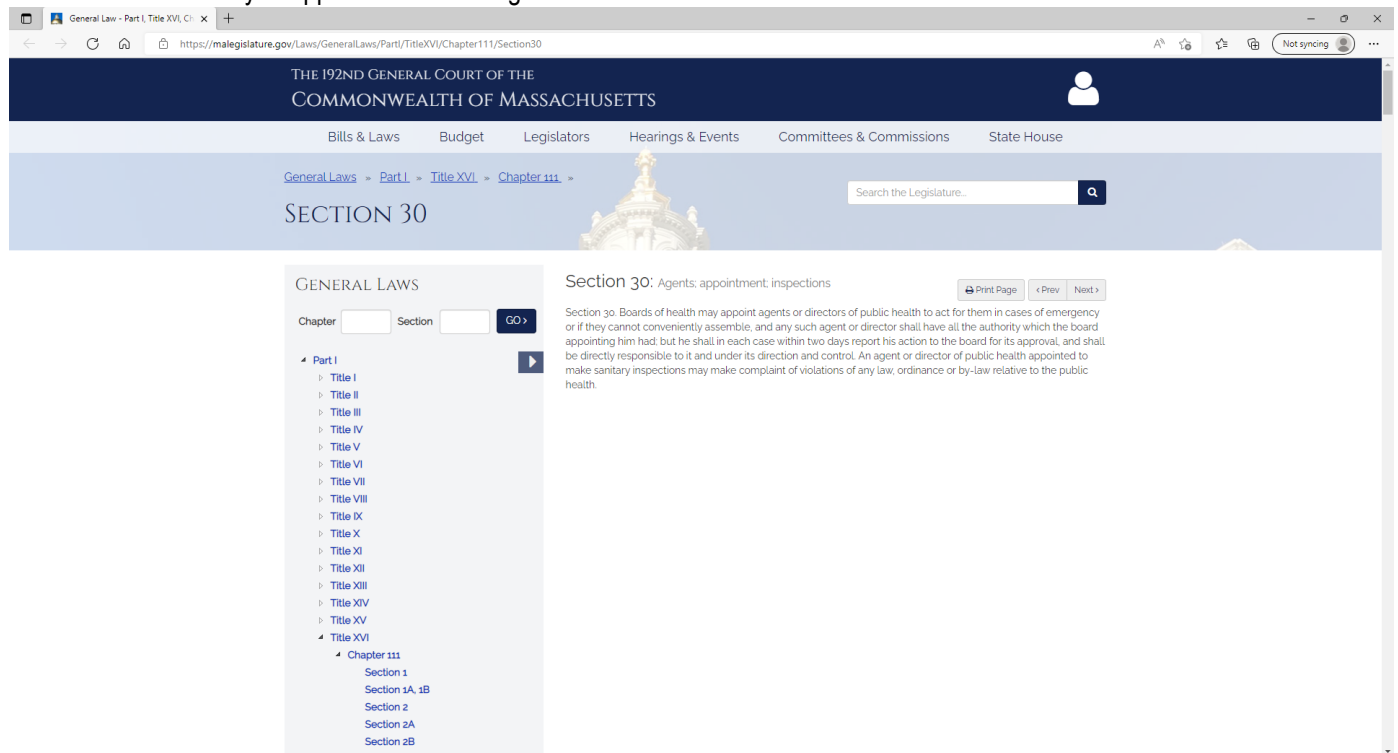 General Law - Part I, Title XVI, Ch
https://malegislature.gov/Laws/GeneralLaws/PartI/TitleXVI/Chapter111/Section30
Not syncing
The 192nd General Court of the
Commonwealth of Massachusetts
Bills & Laws Budget Legislators Hearings & Events Committees & Commissions State House
General Laws » Part I » Title XVI » Chapter 111 »
Search the Legislature...
Section 30
General Laws
Chapter Section GO
Part I
Title I
Title II
Title III
Title IV
Title V
Title VI
Title VII
Title VIII
Title IX
Title X
Title XI
Title XII
Title XIII
Title XIV
Title XV
Title XVI
Chapter 111
Section 1
Section 1A, 1B
Section 2
Section 2A
Section 2B
Section 30: Agents; appointment; inspections
Print Page Prev Next
Section 30. Boards of health may appoint agents or directors of public health to act for them in cases of emergency
or if they cannot conveniently assemble, and any such agent or director shall have all the authority which the board
appointing him had; but he shall in each case within two days report his action to the board for its approval, and shall
be directly responsible to it and under its direction and control. An agent or director of public health appointed to
make sanitary inspections may make complaint of violations of any law, ordinance or by-law relative to the public
health.